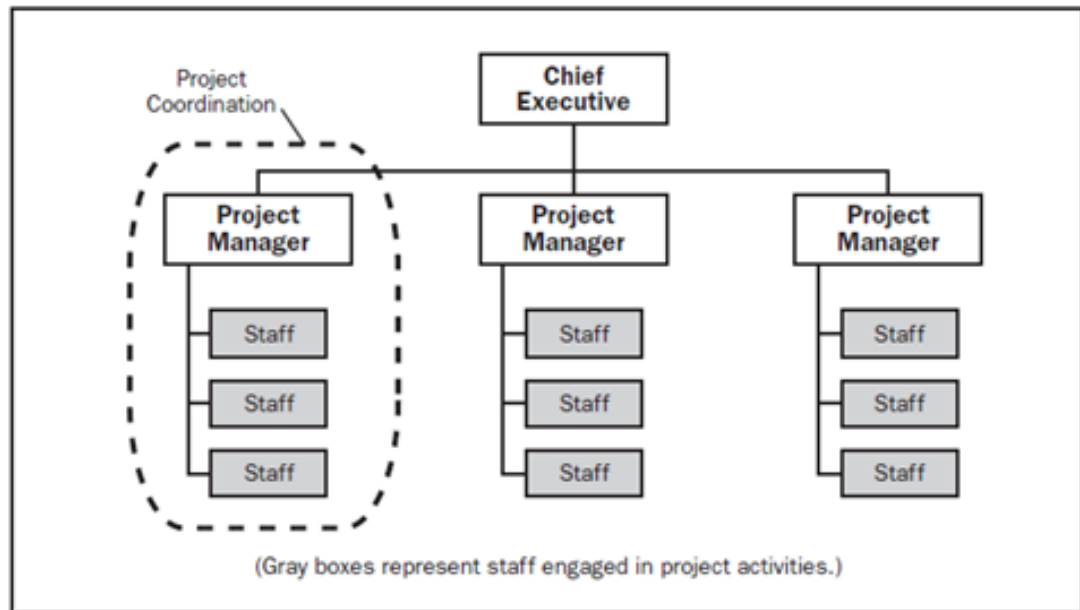 Project
Coordination
Chief
Executive
Project
Manager
Project
Manager
Project
Manager
Staff
Staff
Staff
Staff
Staff
Staff
Staff
Staff
Staff
(Gray boxes represent staff engaged in project activities.)